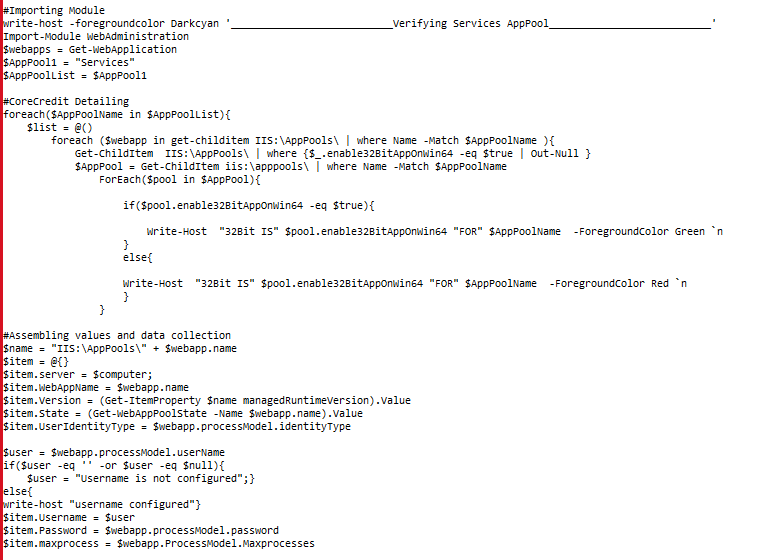 #Importing Module
write-host -foregroundcolor Darkcyan '___________________________Verifying Services AppPool___________________________'
Import-Module WebAdministration
$webapps = Get-WebApplication
$AppPool1 = "Services"
$AppPoolList = $AppPool1
#CoreCredit Detailing
foreach($AppPoolName in $AppPoolList){
$list = @()
foreach ($webapp in get-childitem IIS:\AppPools\ | where Name -Match $AppPoolName ){
Get-ChildItem  IIS:\AppPools\ | where {$_.enable32BitAppOnWin64 -eq $true | Out-Null }
$AppPool = Get-ChildItem iis:\apppools\ | where Name -Match $AppPoolName
ForEach($pool in $AppPool){
if($pool.enable32BitAppOnWin64 -eq $true){
Write-Host  "32Bit IS" $pool.enable32BitAppOnWin64 "FOR" $AppPoolName  -ForegroundColor Green `n
}
else{
Write-Host  "32Bit IS" $pool.enable32BitAppOnWin64 "FOR" $AppPoolName  -ForegroundColor Red `n
}
}
#Assembling values and data collection
$name = "IIS:\AppPools\" + $webapp.name
$item = @{}
$item.server = $computer;
$item.WebAppName = $webapp.name
$item.Version = (Get-ItemProperty $name managedRuntimeVersion).Value
$item.State = (Get-WebAppPoolState -Name $webapp.name).Value
$item.UserIdentityType = $webapp.processModel.identityType
$user = $webapp.processModel.userName
if($user -eq '' -or $user -eq $null){
$user = "Username is not configured";}
else{
write-host "username configured"}
$item.Username = $user
$item.Password = $webapp.processModel.password
$item.maxprocess = $webapp.ProcessModel.Maxprocesses